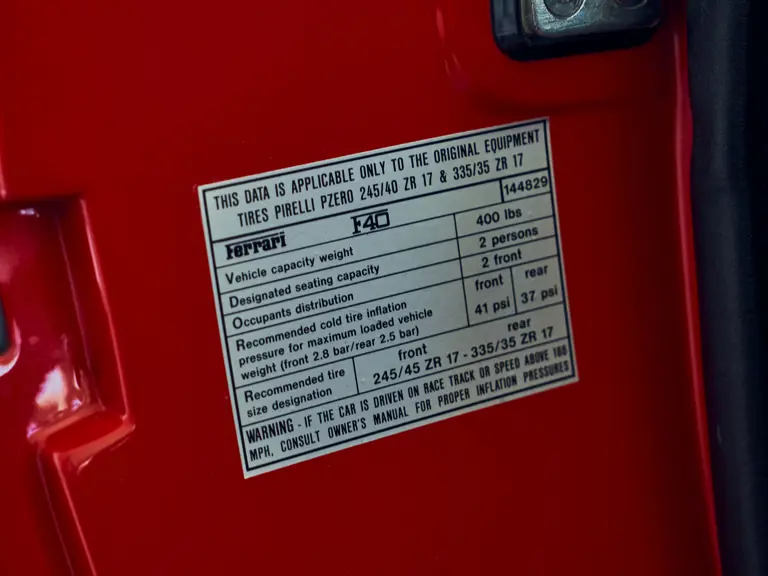 THIS DATA IS APPLICABLE ONLY TO THE ORIGINAL EQUIPMENT
TIRES PIRELLI PZERO 245/40 ZR 17 & 335/35 ZR 17
Ferrari F40 144829
Vehicle capacity weight 400 lbs
Designated seating capacity 2 persons
Occupants distribution 2 front
Recommended cold tire inflation
pressure for maximum loaded vehicle
weight (front 2.8 bar/rear 2.5 bar)
front rear
41 psi 37 psi
Recommended tire
size designation
front rear
245/45 ZR 17 - 335/35 ZR 17
WARNING - IF THE CAR IS DRIVEN ON RACE TRACK OR SPEED ABOVE
MPH, CONSULT OWNER'S MANUAL FOR PROPER INFLATION PRESSURES